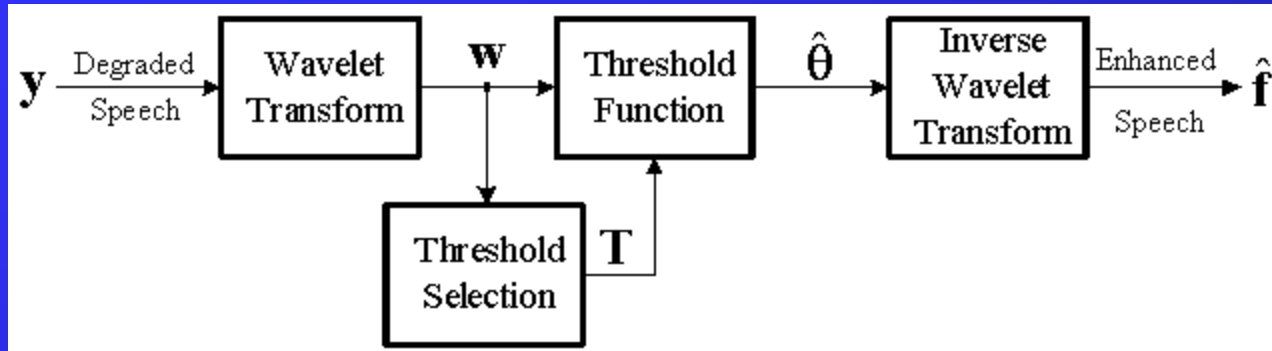 y
Degraded
Speech
Wavelet
Transform
w
Threshold
Function
θ̂
Inverse
Wavelet
Transform
Enhanced
Speech
f̂
Threshold
Selection
T